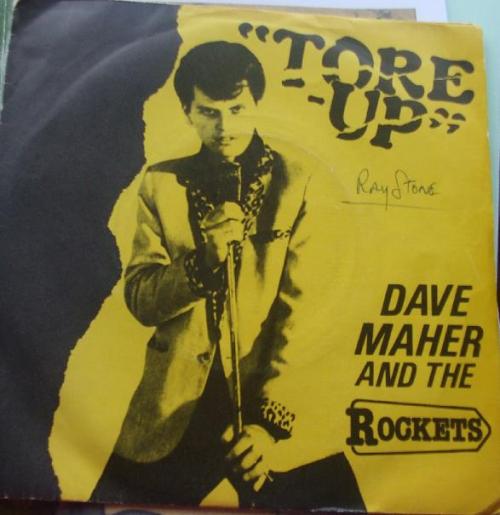 "TORE
-UP"
Ray Stone
DAVE
MAHER
AND THE
ROCKETS